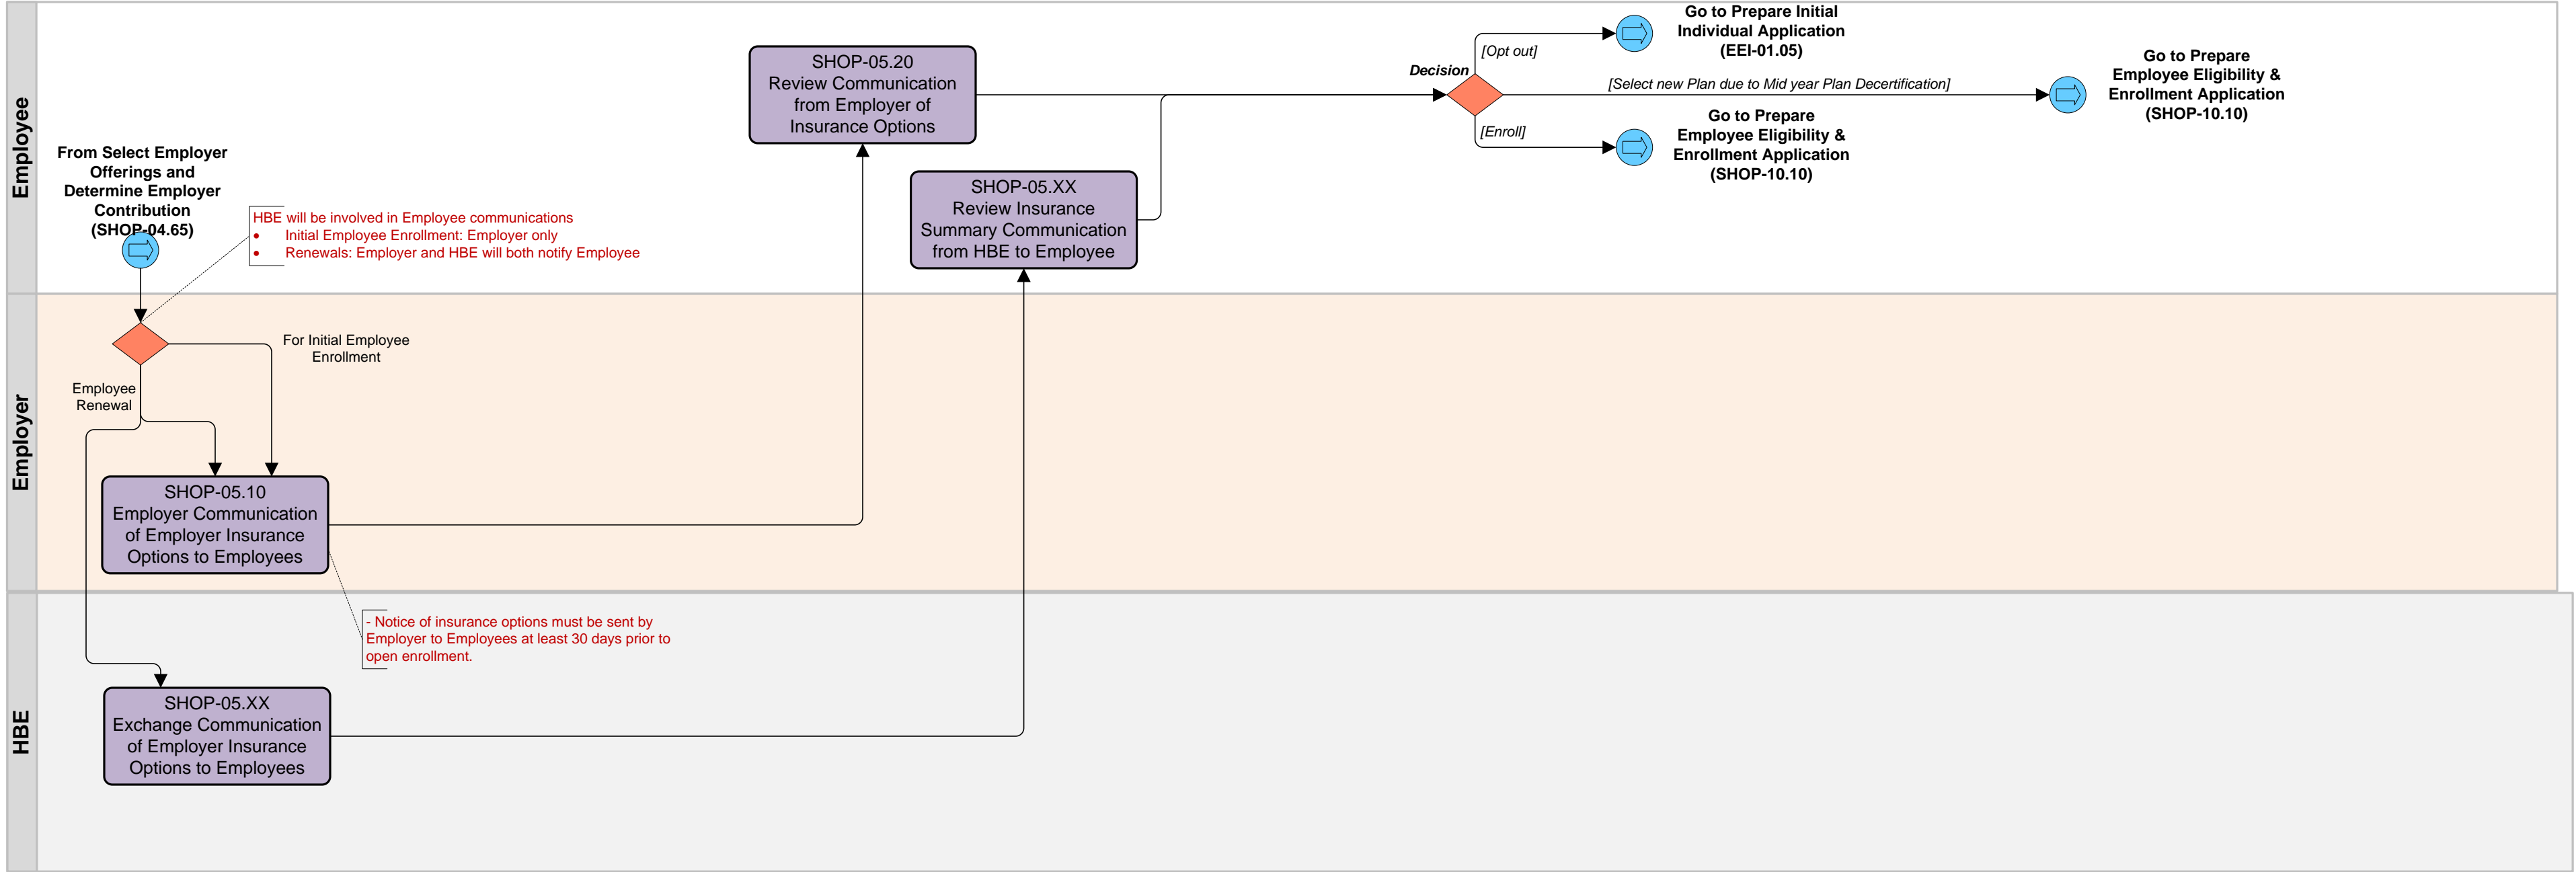 Employee
From Select Employer
Offerings and
Determine Employer
Contribution
(SHOP-04.65)
HBE will be involved in Employee communications
• Initial Employee Enrollment: Employer only
• Renewals: Employer and HBE will both notify Employee
SHOP-05.20
Review Communication
from Employer of
Insurance Options
SHOP-05.XX
Review Insurance
Summary Communication
from HBE to Employee
Decision
[Opt out]
Go to Prepare Initial
Individual Application
(EEI-01.05)
[Select new Plan due to Mid year Plan Decertification]
Go to Prepare
Employee Eligibility &
Enrollment Application
(SHOP-10.10)
[Enroll]
Go to Prepare
Employee Eligibility &
Enrollment Application
(SHOP-10.10)
Employer
For Initial Employee
Enrollment
Employee
Renewal
SHOP-05.10
Employer Communication
of Employer Insurance
Options to Employees
HBE
- Notice of insurance options must be sent by
Employer to Employees at least 30 days prior to
open enrollment.
SHOP-05.XX
Exchange Communication
of Employer Insurance
Options to Employees